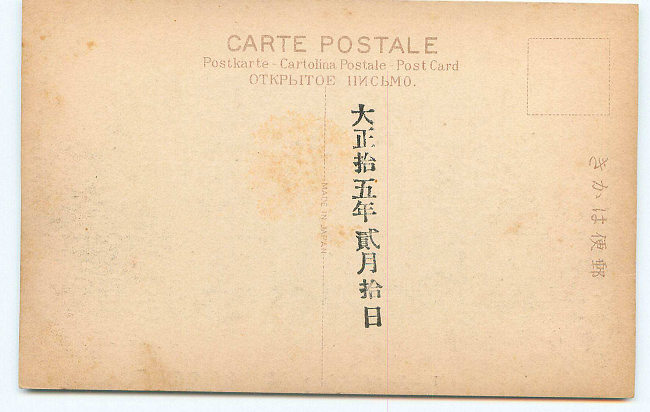 CARTE POSTALE
Postkarte - Cartolina Postale - Post Card
ОТКРЫТОЕ ПИСЬМО.
大正拾五年貳月拾日
MADE IN JAPAN
きかは便郵